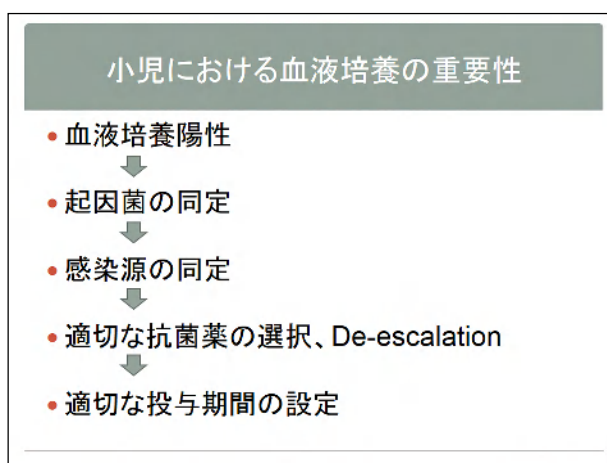 小児における血液培養の重要性
血液培養陽性
起因菌の同定
感染源の同定
適切な抗菌薬の選択、De-escalation
適切な投与期間の設定